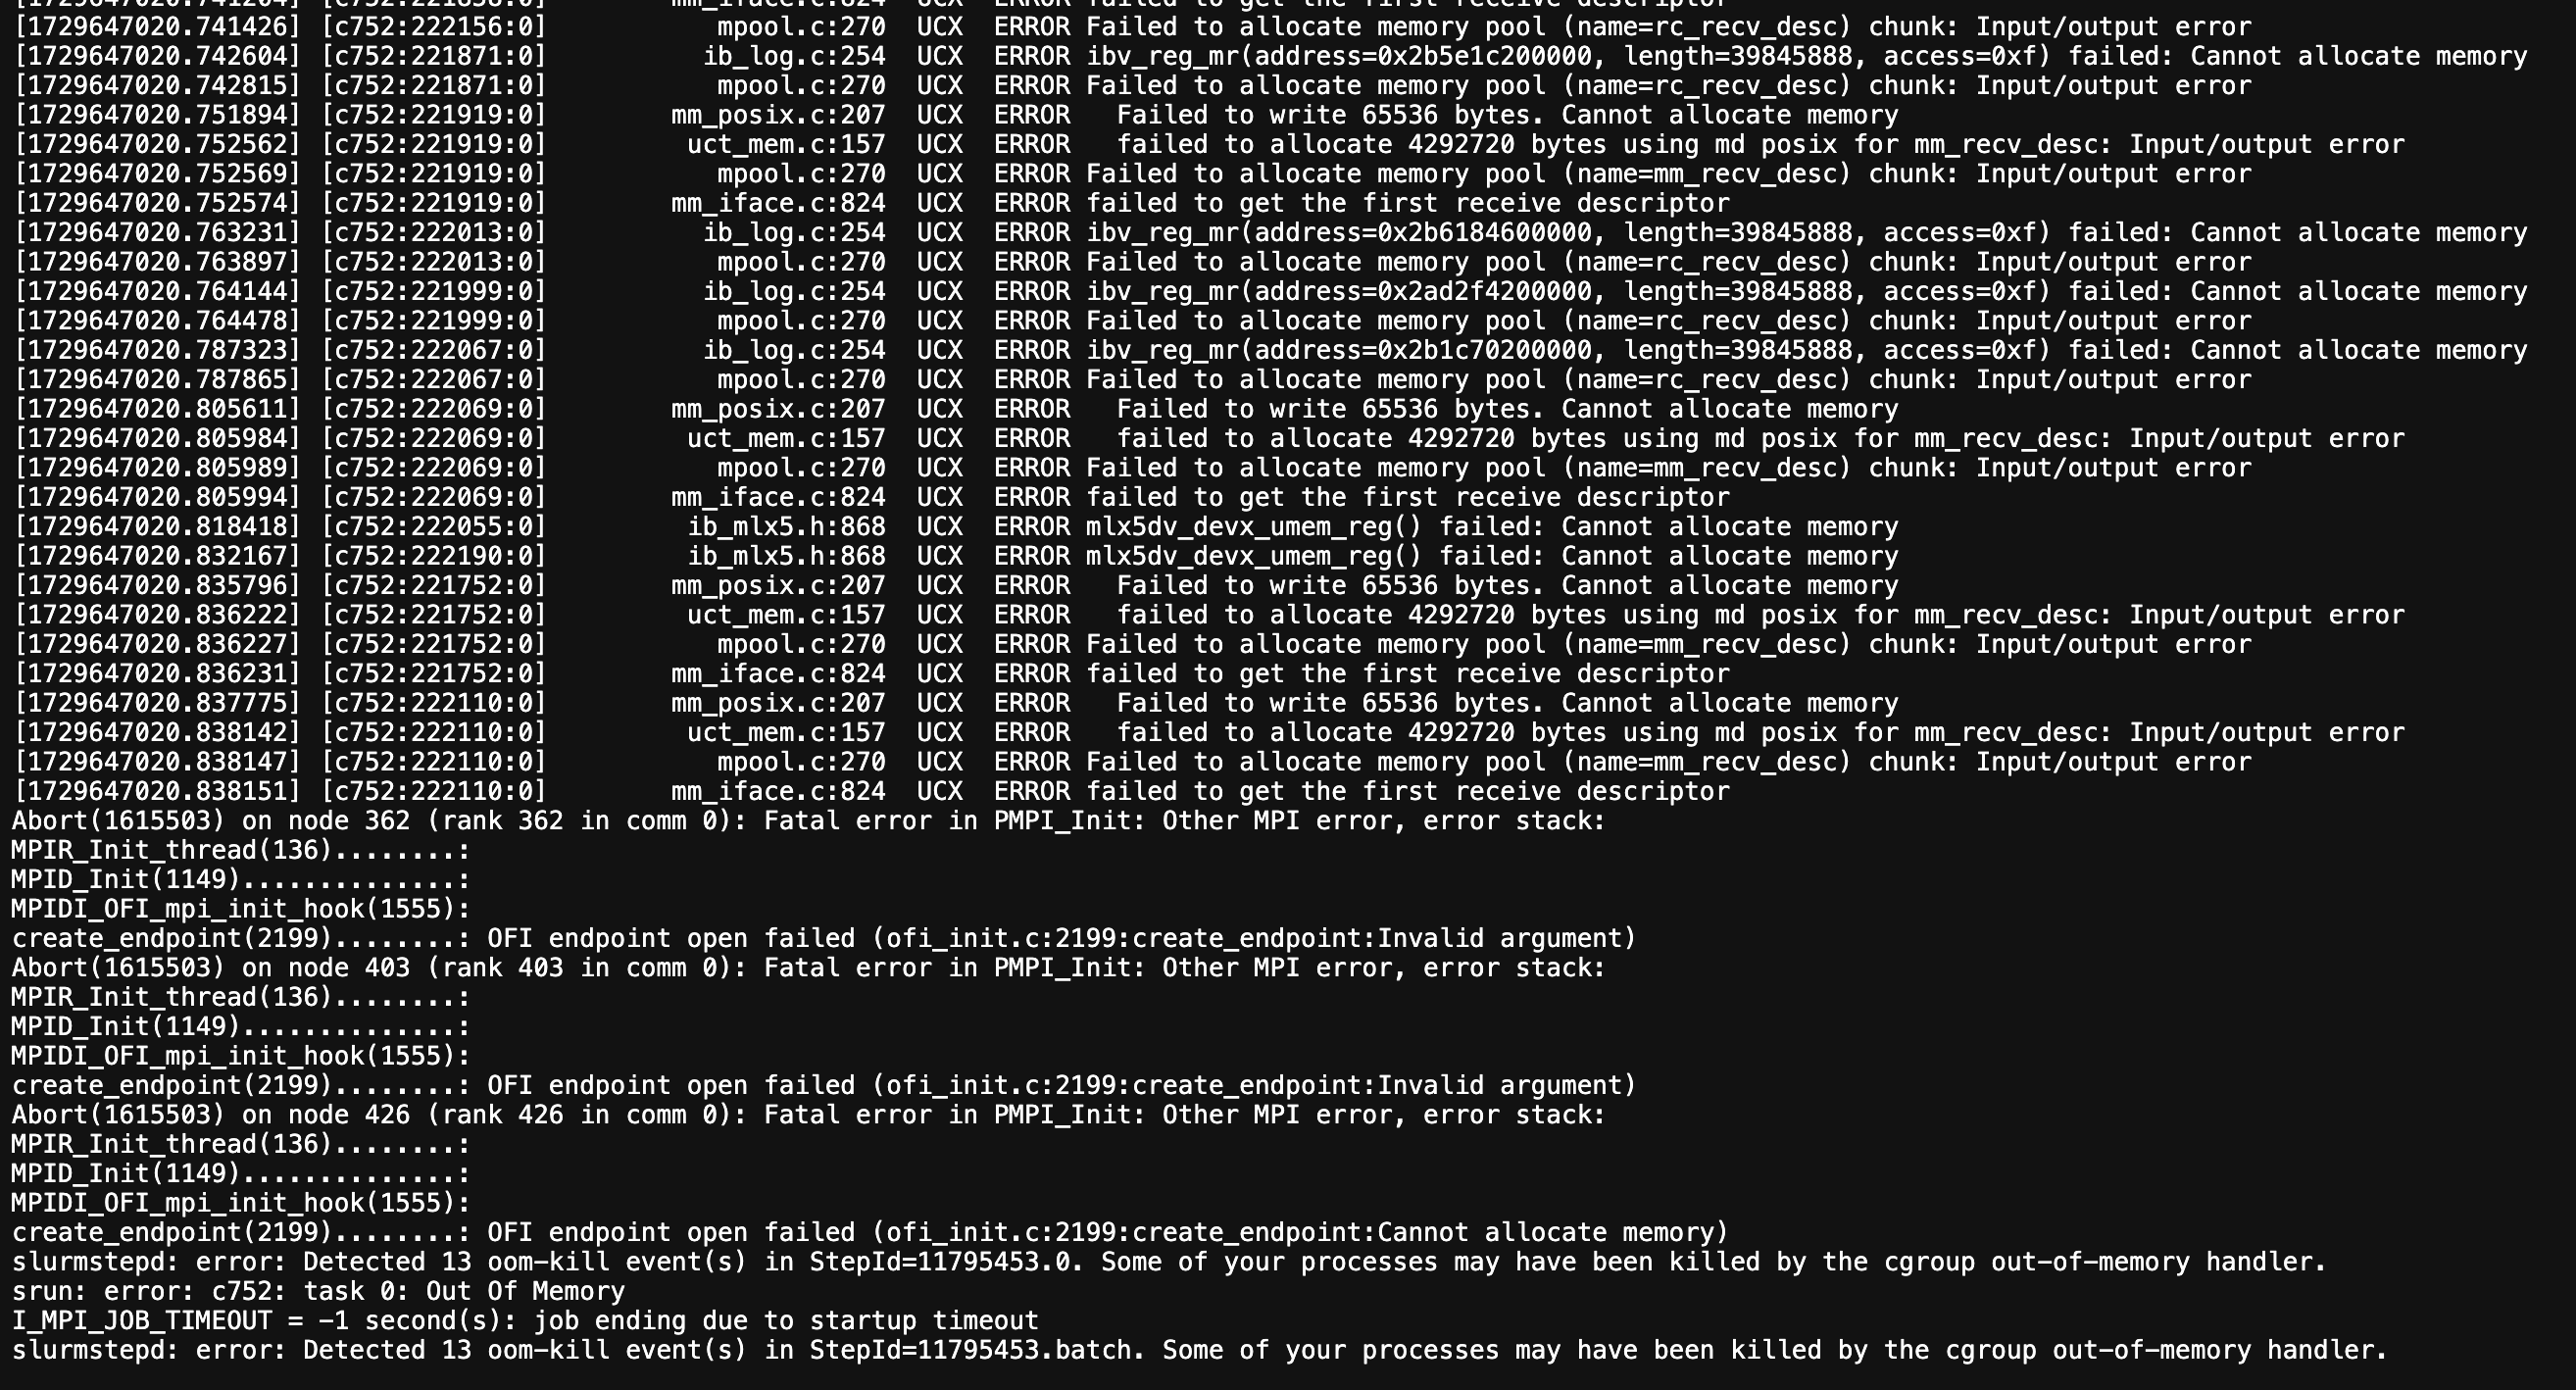 [1729647020.741426] [c752:222156:0] mpool.c:270 UCX ERROR Failed to allocate memory pool (name=rc_recv_desc) chunk: Input/output error
[1729647020.742604] [c752:221871:0] ib_log.c:254 UCX ERROR ibv_reg_mr(address=0x2b5e1c200000, length=39845888, access=0xf) failed: Cannot allocate memory
[1729647020.742815] [c752:221871:0] mpool.c:270 UCX ERROR Failed to allocate memory pool (name=rc_recv_desc) chunk: Input/output error
[1729647020.751894] [c752:221919:0] mm_posix.c:207 UCX ERROR Failed to write 65536 bytes. Cannot allocate memory
[1729647020.752562] [c752:221919:0] uct_mem.c:157 UCX ERROR failed to allocate 4292720 bytes using md posix for mm_recv_desc: Input/output error
[1729647020.752569] [c752:221919:0] mpool.c:270 UCX ERROR Failed to allocate memory pool (name=mm_recv_desc) chunk: Input/output error
[1729647020.752574] [c752:221919:0] mm_iface.c:824 UCX ERROR failed to get the first receive descriptor
[1729647020.763231] [c752:222013:0] ib_log.c:254 UCX ERROR ibv_reg_mr(address=0x2b6184600000, length=39845888, access=0xf) failed: Cannot allocate memory
[1729647020.763897] [c752:222013:0] mpool.c:270 UCX ERROR Failed to allocate memory pool (name=rc_recv_desc) chunk: Input/output error
[1729647020.764144] [c752:221999:0] ib_log.c:254 UCX ERROR ibv_reg_mr(address=0x2ad2f4200000, length=39845888, access=0xf) failed: Cannot allocate memory
[1729647020.764478] [c752:221999:0] mpool.c:270 UCX ERROR Failed to allocate memory pool (name=rc_recv_desc) chunk: Input/output error
[1729647020.787323] [c752:222067:0] ib_log.c:254 UCX ERROR ibv_reg_mr(address=0x2b1c70200000, length=39845888, access=0xf) failed: Cannot allocate memory
[1729647020.787865] [c752:222067:0] mpool.c:270 UCX ERROR Failed to allocate memory pool (name=rc_recv_desc) chunk: Input/output error
[1729647020.805611] [c752:222069:0] mm_posix.c:207 UCX ERROR Failed to write 65536 bytes. Cannot allocate memory
[1729647020.805984] [c752:222069:0] uct_mem.c:157 UCX ERROR failed to allocate 4292720 bytes using md posix for mm_recv_desc: Input/output error
[1729647020.805989] [c752:222069:0] mpool.c:270 UCX ERROR Failed to allocate memory pool (name=mm_recv_desc) chunk: Input/output error
[1729647020.805994] [c752:222069:0] mm_iface.c:824 UCX ERROR failed to get the first receive descriptor
[1729647020.818418] [c752:222055:0] ib_mlx5.h:868 UCX ERROR mlx5dv_devx_umem_reg() failed: Cannot allocate memory
[1729647020.832167] [c752:222190:0] ib_mlx5.h:868 UCX ERROR mlx5dv_devx_umem_reg() failed: Cannot allocate memory
[1729647020.835796] [c752:221752:0] mm_posix.c:207 UCX ERROR Failed to write 65536 bytes. Cannot allocate memory
[1729647020.836222] [c752:221752:0] uct_mem.c:157 UCX ERROR failed to allocate 4292720 bytes using md posix for mm_recv_desc: Input/output error
[1729647020.836227] [c752:221752:0] mpool.c:270 UCX ERROR Failed to allocate memory pool (name=mm_recv_desc) chunk: Input/output error
[1729647020.836231] [c752:221752:0] mm_iface.c:824 UCX ERROR failed to get the first receive descriptor
[1729647020.837775] [c752:222110:0] mm_posix.c:207 UCX ERROR Failed to write 65536 bytes. Cannot allocate memory
[1729647020.838142] [c752:222110:0] uct_mem.c:157 UCX ERROR failed to allocate 4292720 bytes using md posix for mm_recv_desc: Input/output error
[1729647020.838147] [c752:222110:0] mpool.c:270 UCX ERROR Failed to allocate memory pool (name=mm_recv_desc) chunk: Input/output error
[1729647020.838151] [c752:222110:0] mm_iface.c:824 UCX ERROR failed to get the first receive descriptor
Abort(1615503) on node 362 (rank 362 in comm 0): Fatal error in PMPI_Init: Other MPI error, error stack:
MPIR_Init_thread(136)........:
MPID_Init(1149)..............:
MPIDI_OFI_mpi_init_hook(1555):
create_endpoint(2199)........: OFI endpoint open failed (ofi_init.c:2199:create_endpoint:Invalid argument)
Abort(1615503) on node 403 (rank 403 in comm 0): Fatal error in PMPI_Init: Other MPI error, error stack:
MPIR_Init_thread(136)........:
MPID_Init(1149)..............:
MPIDI_OFI_mpi_init_hook(1555):
create_endpoint(2199)........: OFI endpoint open failed (ofi_init.c:2199:create_endpoint:Invalid argument)
Abort(1615503) on node 426 (rank 426 in comm 0): Fatal error in PMPI_Init: Other MPI error, error stack:
MPIR_Init_thread(136)........:
MPID_Init(1149)..............:
MPIDI_OFI_mpi_init_hook(1555):
create_endpoint(2199)........: OFI endpoint open failed (ofi_init.c:2199:create_endpoint:Cannot allocate memory)
slurmstepd: error: Detected 13 oom-kill event(s) in StepId=11795453.0. Some of your processes may have been killed by the cgroup out-of-memory handler.
srun: error: c752: task 0: Out Of Memory
I_MPI_JOB_TIMEOUT = -1 second(s): job ending due to startup timeout
slurmstepd: error: Detected 13 oom-kill event(s) in StepId=11795453.batch. Some of your processes may have been killed by the cgroup out-of-memory handler.